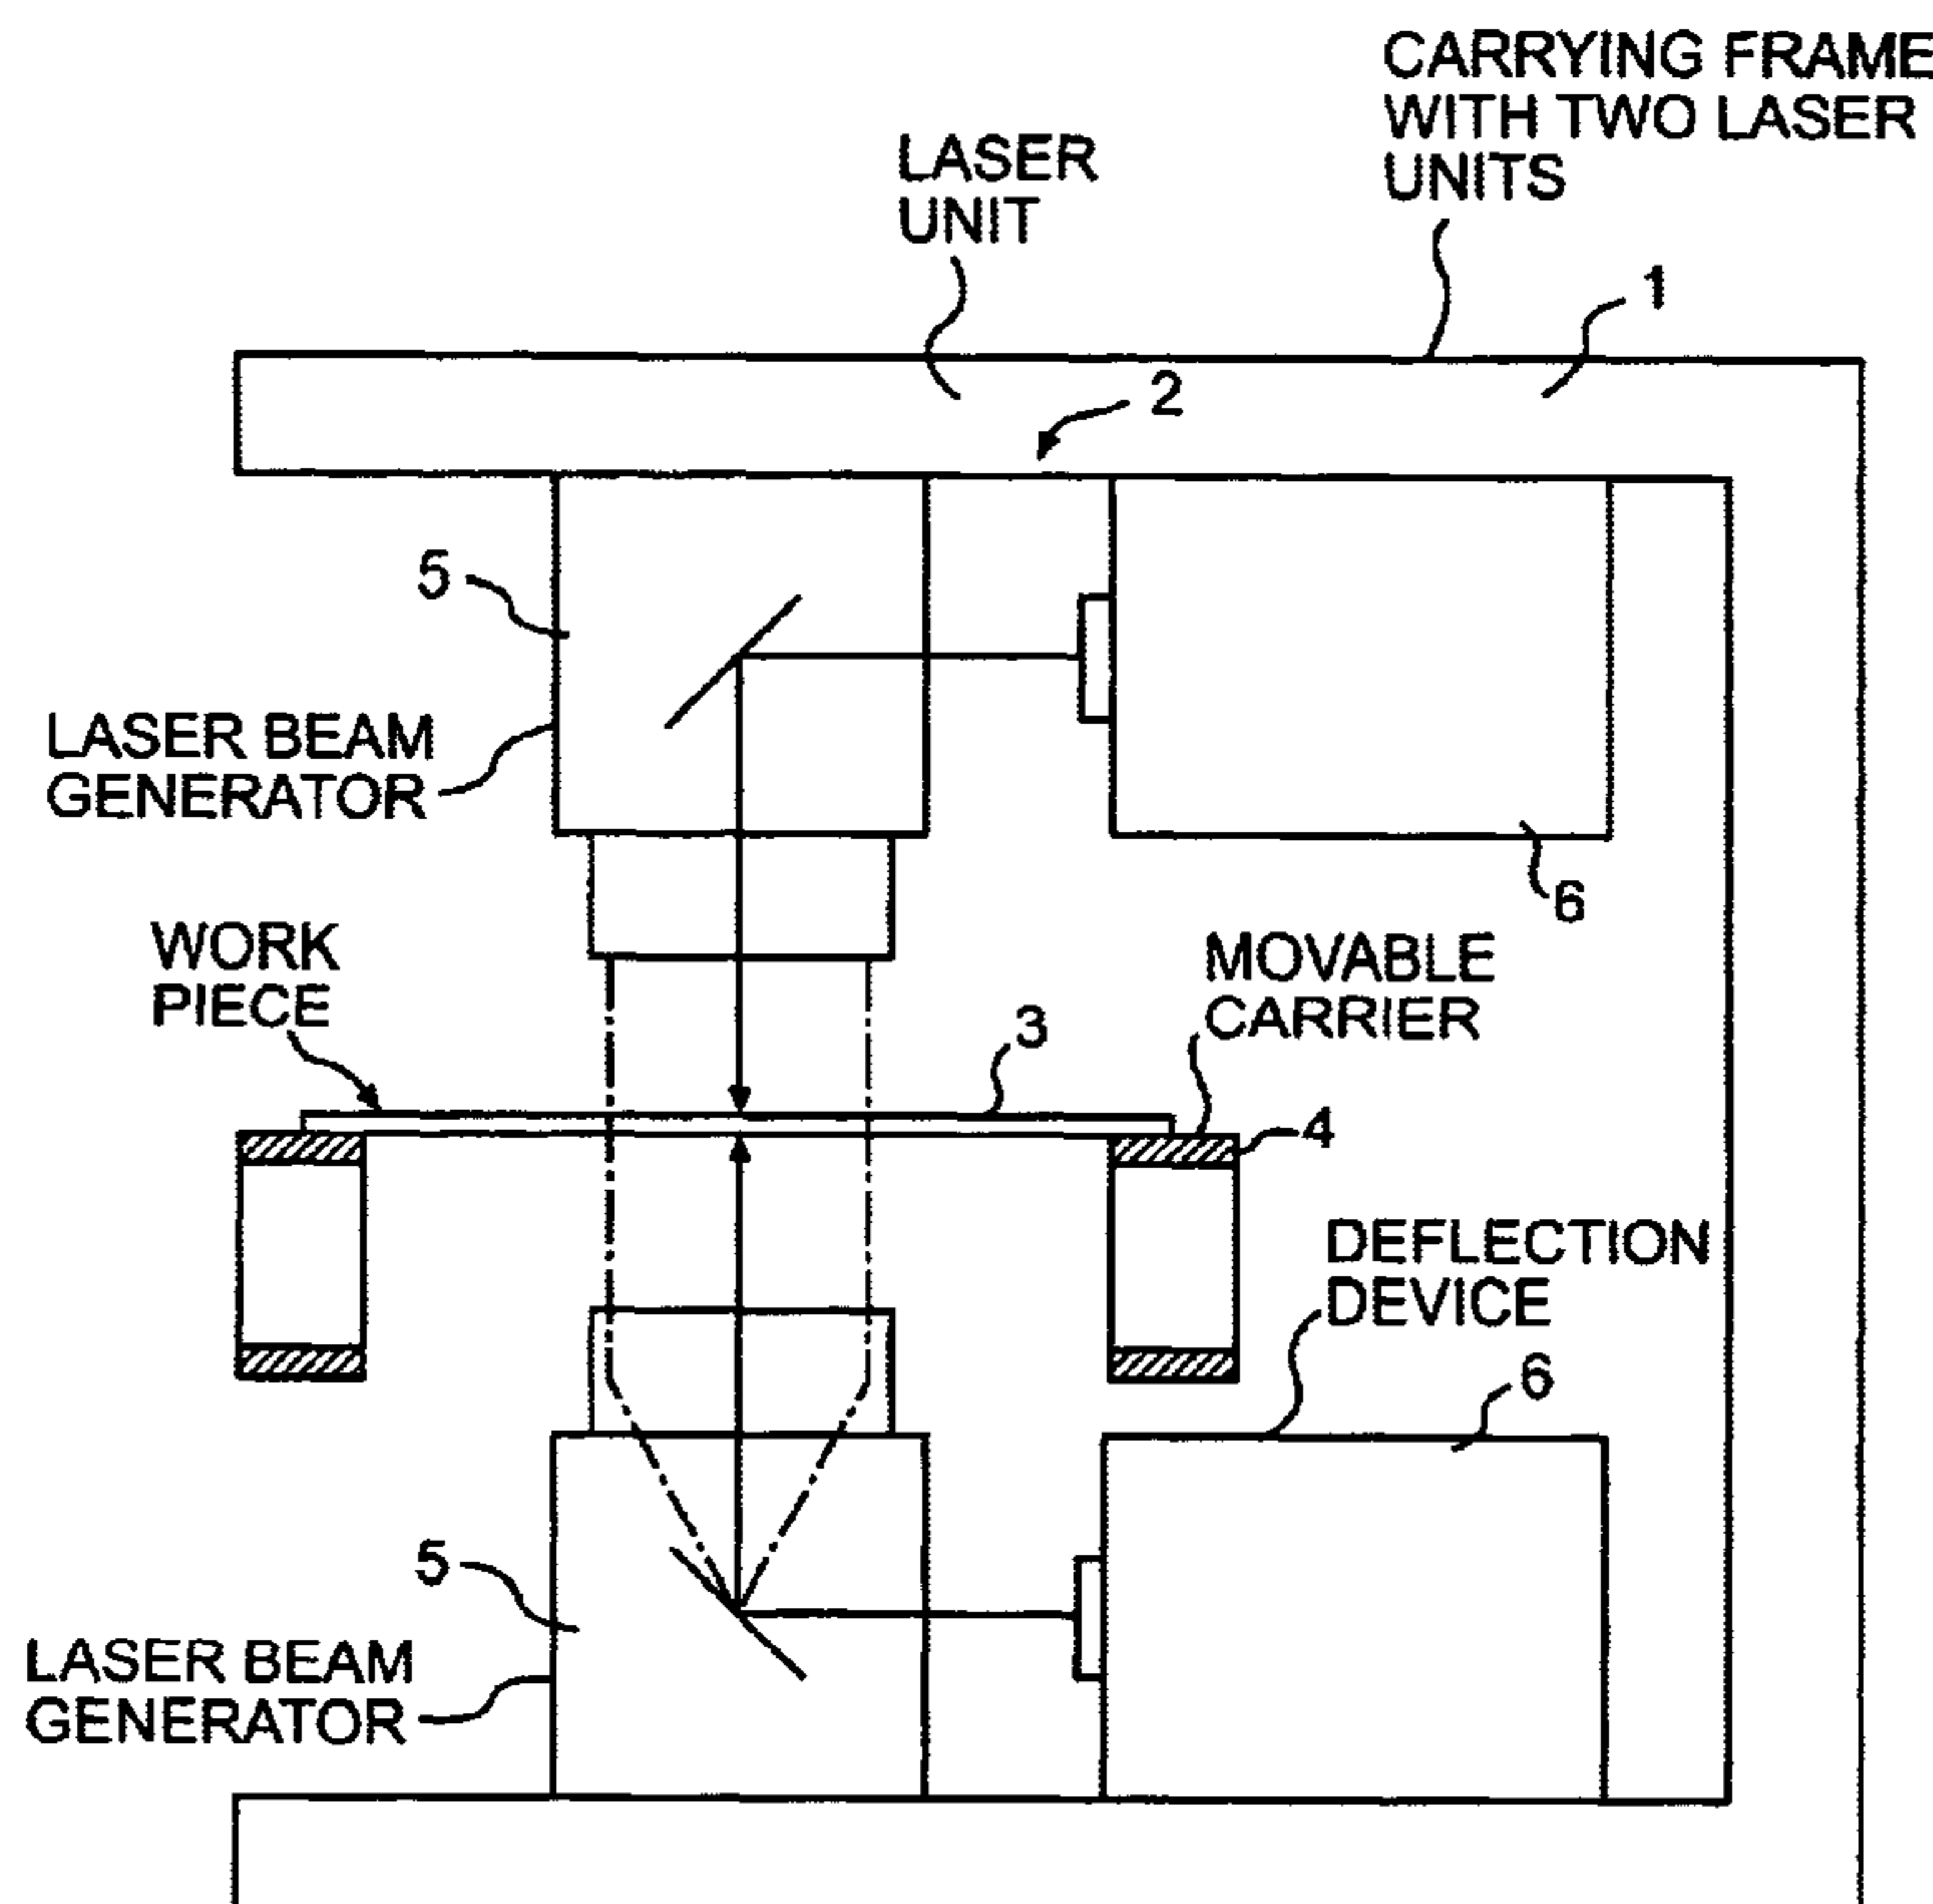 CARRYING FRAME
WITH TWO LASER
UNITS
LASER
UNIT
1
2
5
LASER BEAM
GENERATOR
6
WORK
PIECE
MOVABLE
CARRIER
3
4
DEFLECTION
DEVICE
6
5
LASER BEAM
GENERATOR